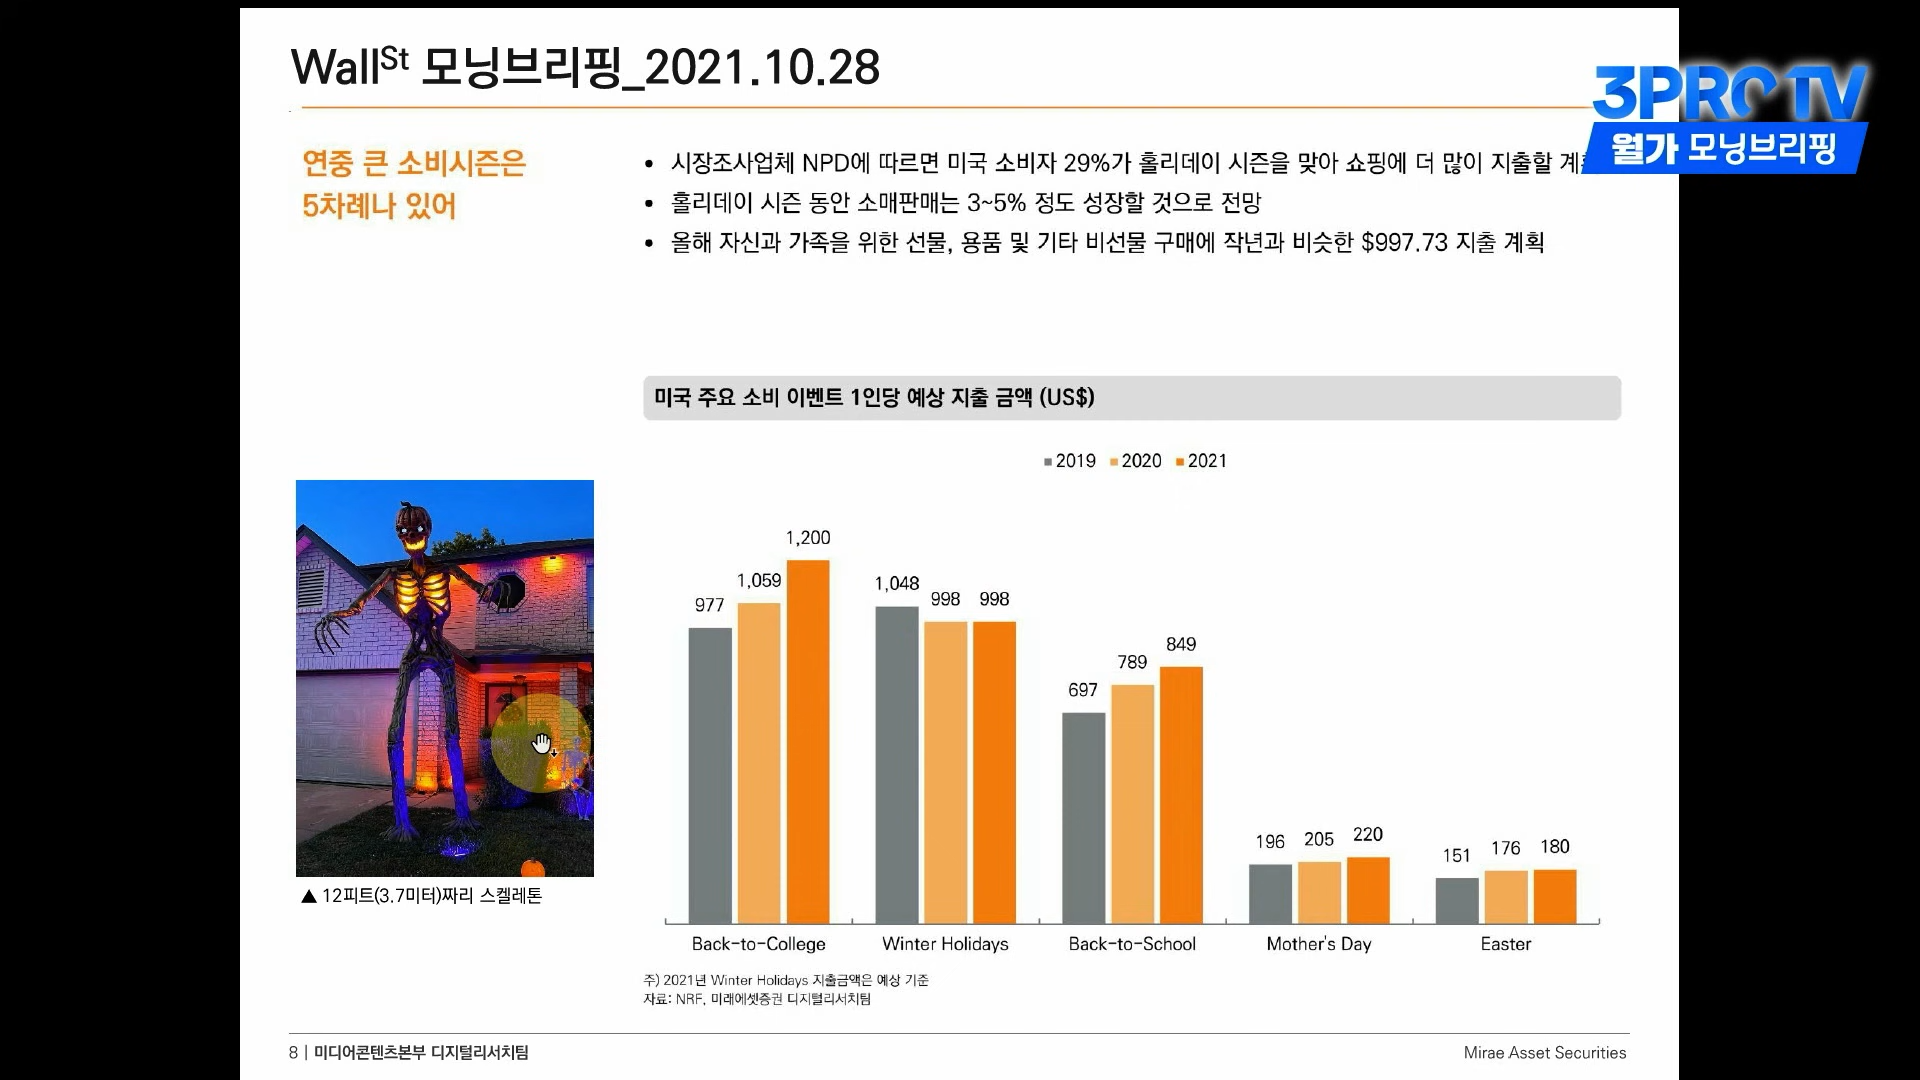 WallSt 모닝브리핑_2021.10.28
3PROTV
월가 모닝브리핑
연중 큰 소비시즌은
5차례나 있어
• 시장조사업체 NPD에 따르면 미국 소비자 29%가 홀리데이 시즌을 맞아 쇼핑에 더 많이 지출할
• 홀리데이 시즌 동안 소매판매는 3~5% 정도 성장할 것으로 전망
• 올해 자신과 가족을 위한 선물, 용품 및 기타 비선물 구매에 작년과 비슷한 $997.73 지출 계획
미국 주요 소비 이벤트 1인당 예상 지출 금액 (US$)
2019 2020 2021
977 1,059 1,200
1,048 998 998
697 789 849
196 205 220
151 176 180
Back-to-College Winter Holidays Back-to-School Mother's Day Easter
▲ 12피트(3.7미터)짜리 스켈레톤
주) 2021년 Winter Holidays 지출금액은 예상 기준
자료: NRF, 미래에셋증권 디지털리서치팀
8 | 미디어콘텐츠본부 디지털리서치팀
Mirae Asset Securities